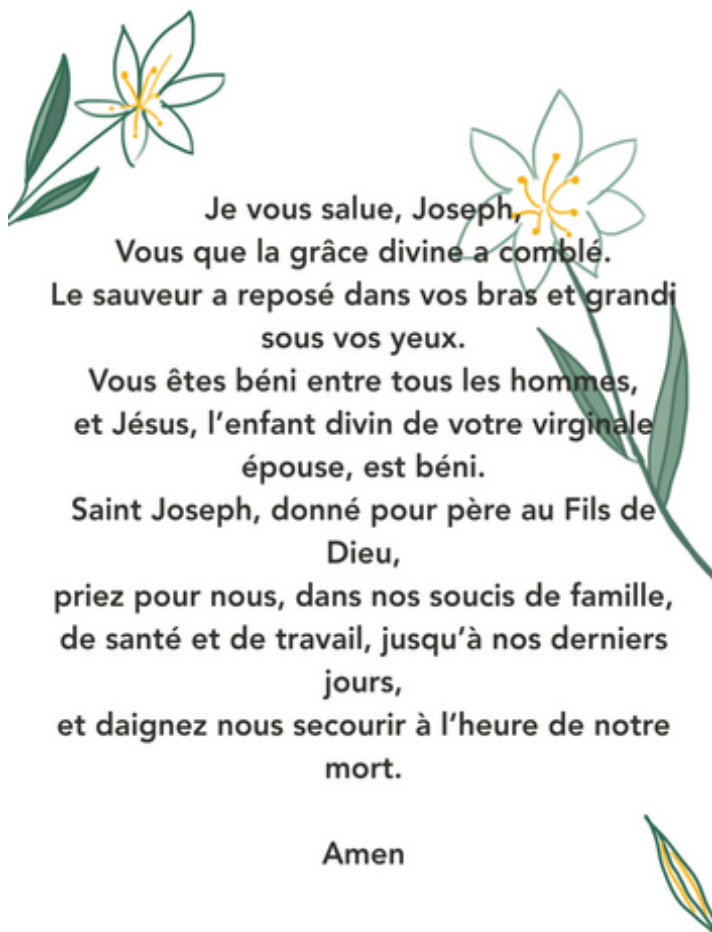 Je vous salue, Joseph,
Vous que la grâce divine a comblé.
Le sauveur a reposé dans vos bras et grandi
sous vos yeux.
Vous êtes béni entre tous les hommes,
et Jésus, l’enfant divin de votre virginale
épouse, est béni.
Saint Joseph, donné pour père au Fils de
Dieu,
priez pour nous, dans nos soucis de famille,
de santé et de travail, jusqu’à nos derniers
jours,
et daignez nous secourir à l’heure de notre
mort.
Amen